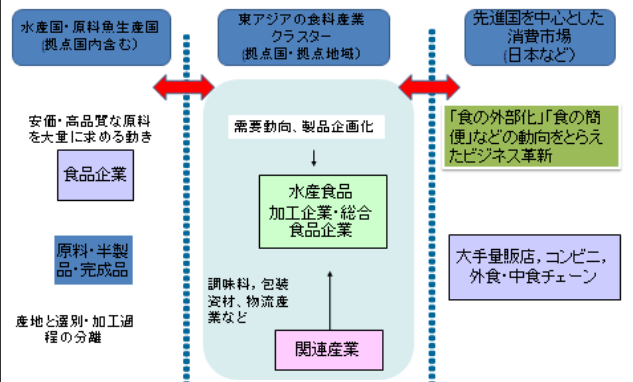 水産国・原料魚生産国
(拠点国内含む)
安価・高品質な原料
を大量に求める動き
食品企業
原料・半製
品・完成品
産地と選別・加工過
程の分離
東アジアの食料産業
クラスター
(拠点国・拠点地域)
需要動向、製品企画化
水産食品
加工企業・総合
食品企業
調味料，包装
資材、物流産
業など
関連産業
先進国を中心とした
消費市場
(日本など)
「食の外部化」「食の簡
便」などの動向をとらえ
たビジネス革新
大手量販店，コンビニ，
外食・中食チェーン